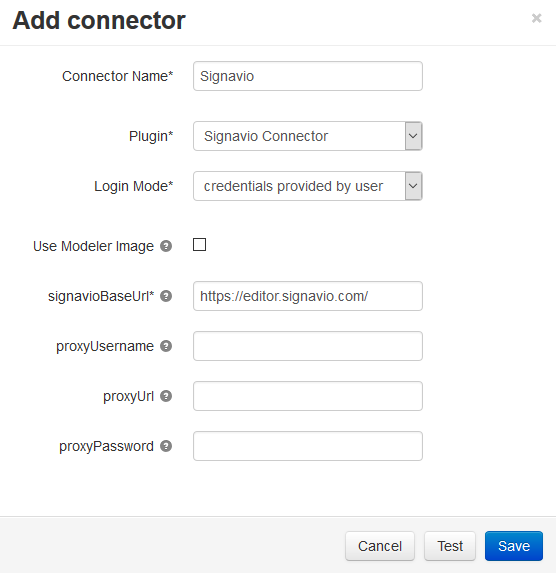 Add connector ×
Connector Name* Signavio
Plugin* Signavio Connector
Login Mode* credentials provided by user
Use Modeler Image ?
signavioBaseUrl* ? https://editor.signavio.com/
proxyUsername ?
proxyUrl ?
proxyPassword ?
Cancel Test Save